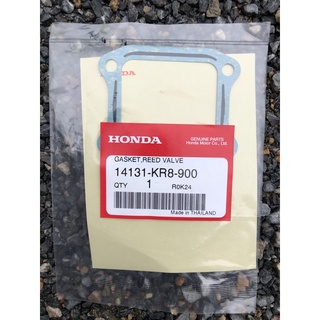 HONDA
HONDA
GENUINE PARTS
Honda Motor Co., Ltd.
GASKET,REED VALVE
14131-KR8-900
QTY 1 R0K24
Made in THAILAND